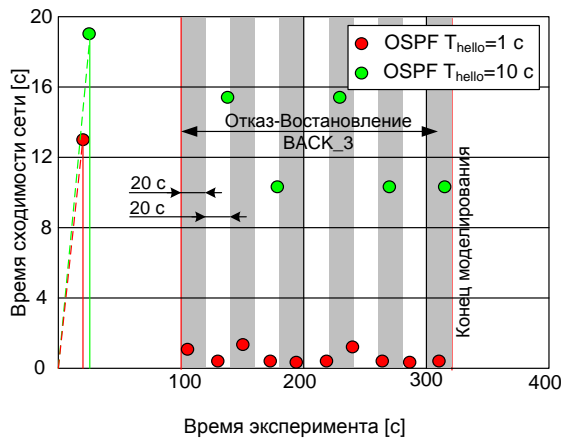 20
16
12
8
4
0
100
200
300
400
Время сходимости сети [с]
Время эксперимента [с]
OSPF Thello=1 с
OSPF Thello=10 с
Отказ-Востановление
BACK_3
20 с
20 с
Конец моделирования